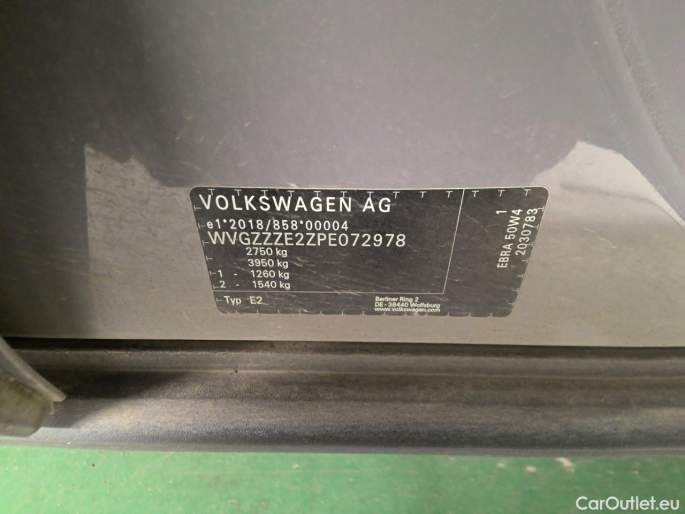 VOLKSWAGEN AG
e1*2018/858*00004
WVGZZZE2ZPE072978
2750 kg
3950 kg
1 - 1260 kg
2 - 1540 kg
Typ E2
Berliner Ring 2
DE - 38440 Wolfsburg
www.volkswagen.com
1
EBRA 50W4
2030783
CarOutlet.eu